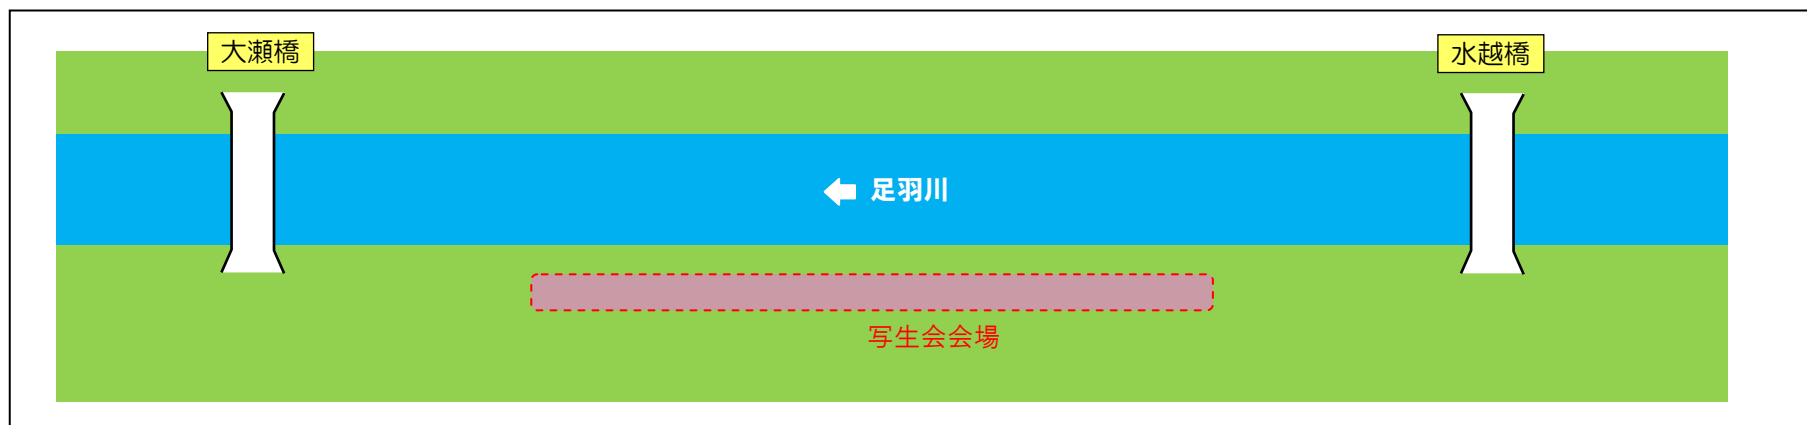 大瀬橋
水越橋
足羽川
写生会会場